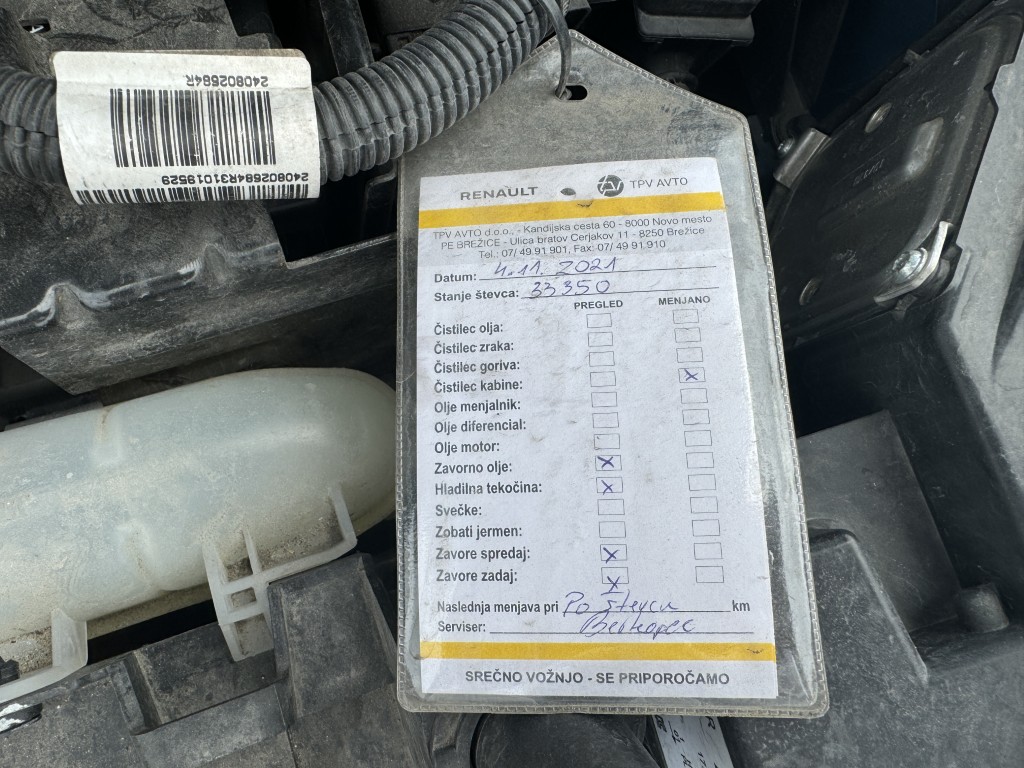 240802684R
240802684R31019529
RENAULT TPV AVTO
TPV AVTO d.o.o., - Kandijska cesta 60 - 8000 Novo mesto
PE BREŽICE - Ulica bratov Cerjakov 11 - 8250 Brežice
Tel.: 07/ 49 91 901, Fax: 07/ 49 91 910
Datum: 4.11. 2021
Stanje števca: 33350
PREGLED MENJANO
Čistilec olja:
Čistilec zraka:
Čistilec goriva:
Čistilec kabine: x
Olje menjalnik:
Olje diferencial:
Olje motor:
Zavorno olje: x
Hladilna tekočina: x
Svečke:
Zobati jermen:
Zavore spredaj: x
Zavore zadaj: x
Naslednja menjava pri Po števcu km
Serviser:
SREČNO VOŽNJO - SE PRIPOROČAMO